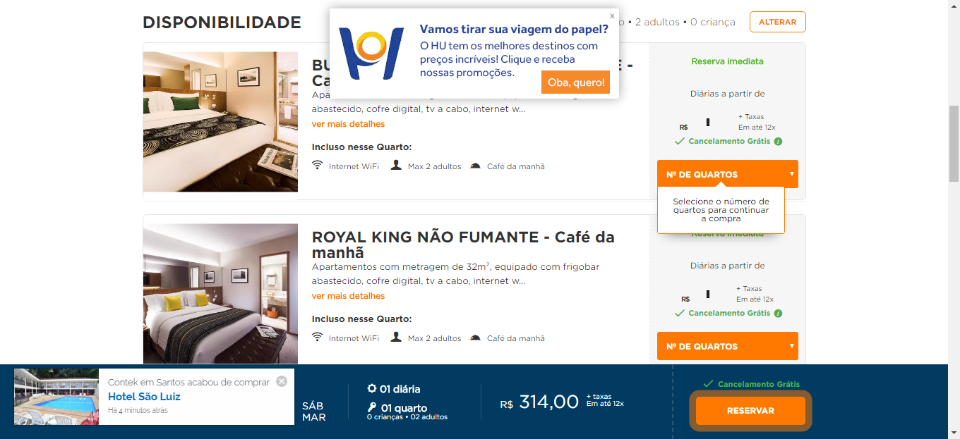 DISPONIBILIDADE
• 2 adultos • 0 criança
ALTERAR
x
Vamos tirar sua viagem do papel?
O HU tem os melhores destinos com
preços incríveis! Clique e receba
nossas promoções.
Oba, quero!
abastecido, cofre digital, tv a cabo, internet w...
ver mais detalhes
Incluso nesse Quarto:
Internet WiFi
Max 2 adultos
Café da manhã
Reserva imediata
Diárias a partir de
R$
+ Taxas
Em até 12x
Cancelamento Grátis
Nº DE QUARTOS
Selecione o número de
quartos para continuar
a compra
ROYAL KING NÃO FUMANTE - Café da
manhã
Apartamentos com metragem de 32m², equipado com frigobar
abastecido, cofre digital, tv a cabo, internet w...
ver mais detalhes
Incluso nesse Quarto:
Internet WiFi
Max 2 adultos
Café da manhã
Reserva imediata
Diárias a partir de
R$
+ Taxas
Em até 12x
Cancelamento Grátis
Nº DE QUARTOS
Contek em Santos acabou de comprar
Hotel São Luiz
Há 4 minutos atrás
SÁB
MAR
01 diária
01 quarto
0 crianças • 02 adultos
R$ 314,00
+ taxas
Em até 12x
Cancelamento Grátis
RESERVAR